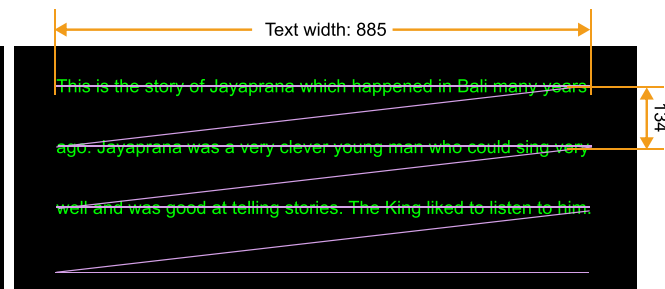 Text width: 885
This is the story of Jayaprana which happened in Bali many years
134
ago. Jayaprana was a very clever young man who could sing very
well and was good at telling stories. The King liked to listen to him.